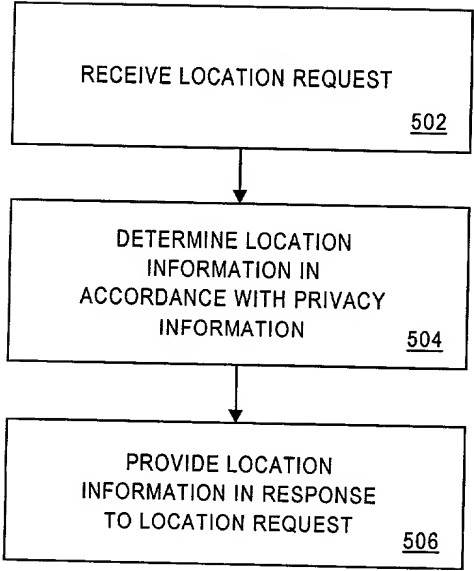 RECEIVE LOCATION REQUEST
502
DETERMINE LOCATION
INFORMATION IN
ACCORDANCE WITH PRIVACY
INFORMATION
504
PROVIDE LOCATION
INFORMATION IN RESPONSE
TO LOCATION REQUEST
506